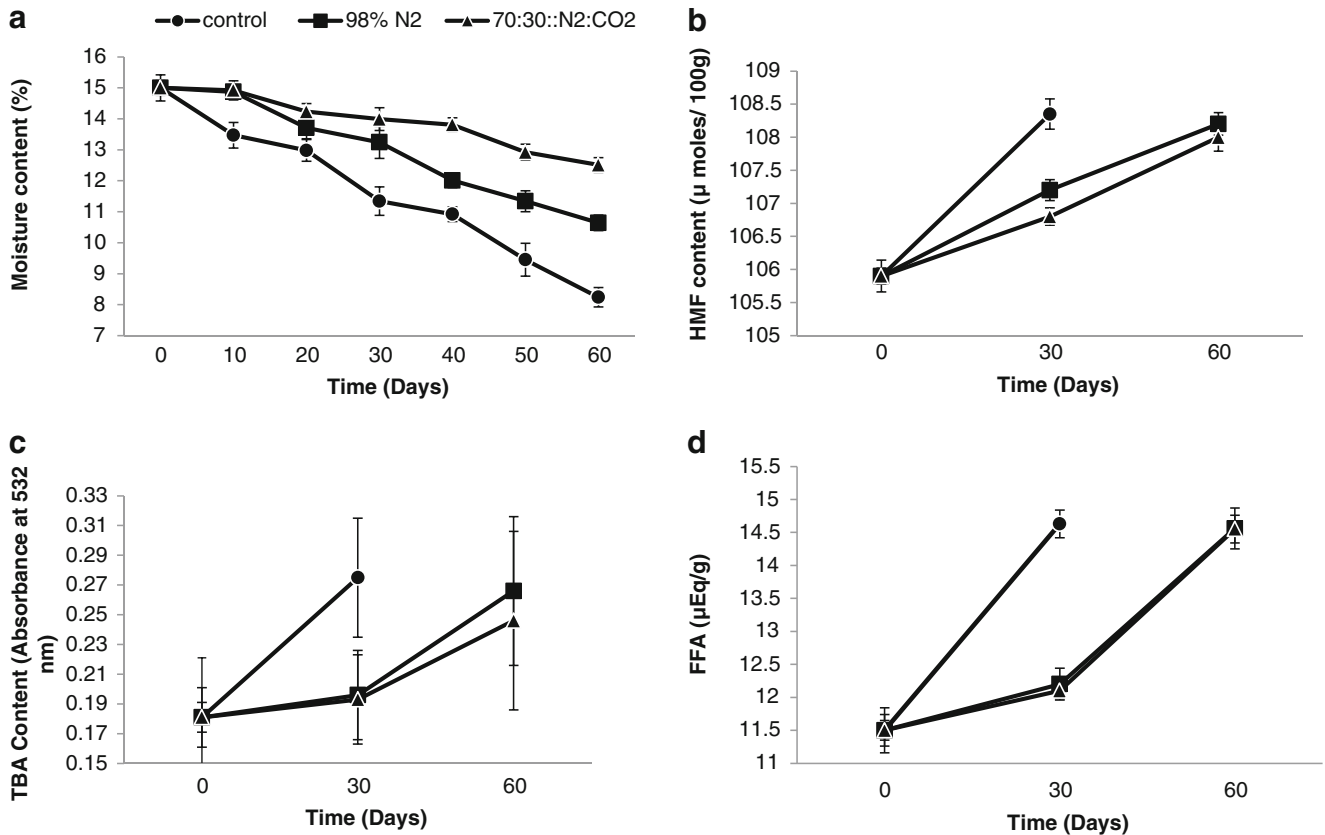 a
control 98% N2 70:30::N2:CO2
Moisture content (%)
16
15
14
13
12
11
10
9
8
7
0 10 20 30 40 50 60
Time (Days)
b
HMF content (µ moles/ 100g)
109
108.5
108
107.5
107
106.5
106
105.5
105
0 30 60
Time (Days)
c
TBA Content (Absorbance at 532
nm)
0.33
0.31
0.29
0.27
0.25
0.23
0.21
0.19
0.17
0.15
0 30 60
Time (Days)
d
FFA (µEq/g)
15.5
15
14.5
14
13.5
13
12.5
12
11.5
11
0 30 60
Time (Days)